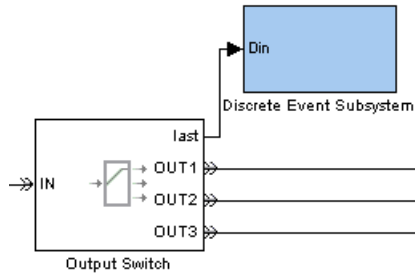 Din
Discrete Event Subsystem
last
IN
OUT1
OUT2
OUT3
Output Switch